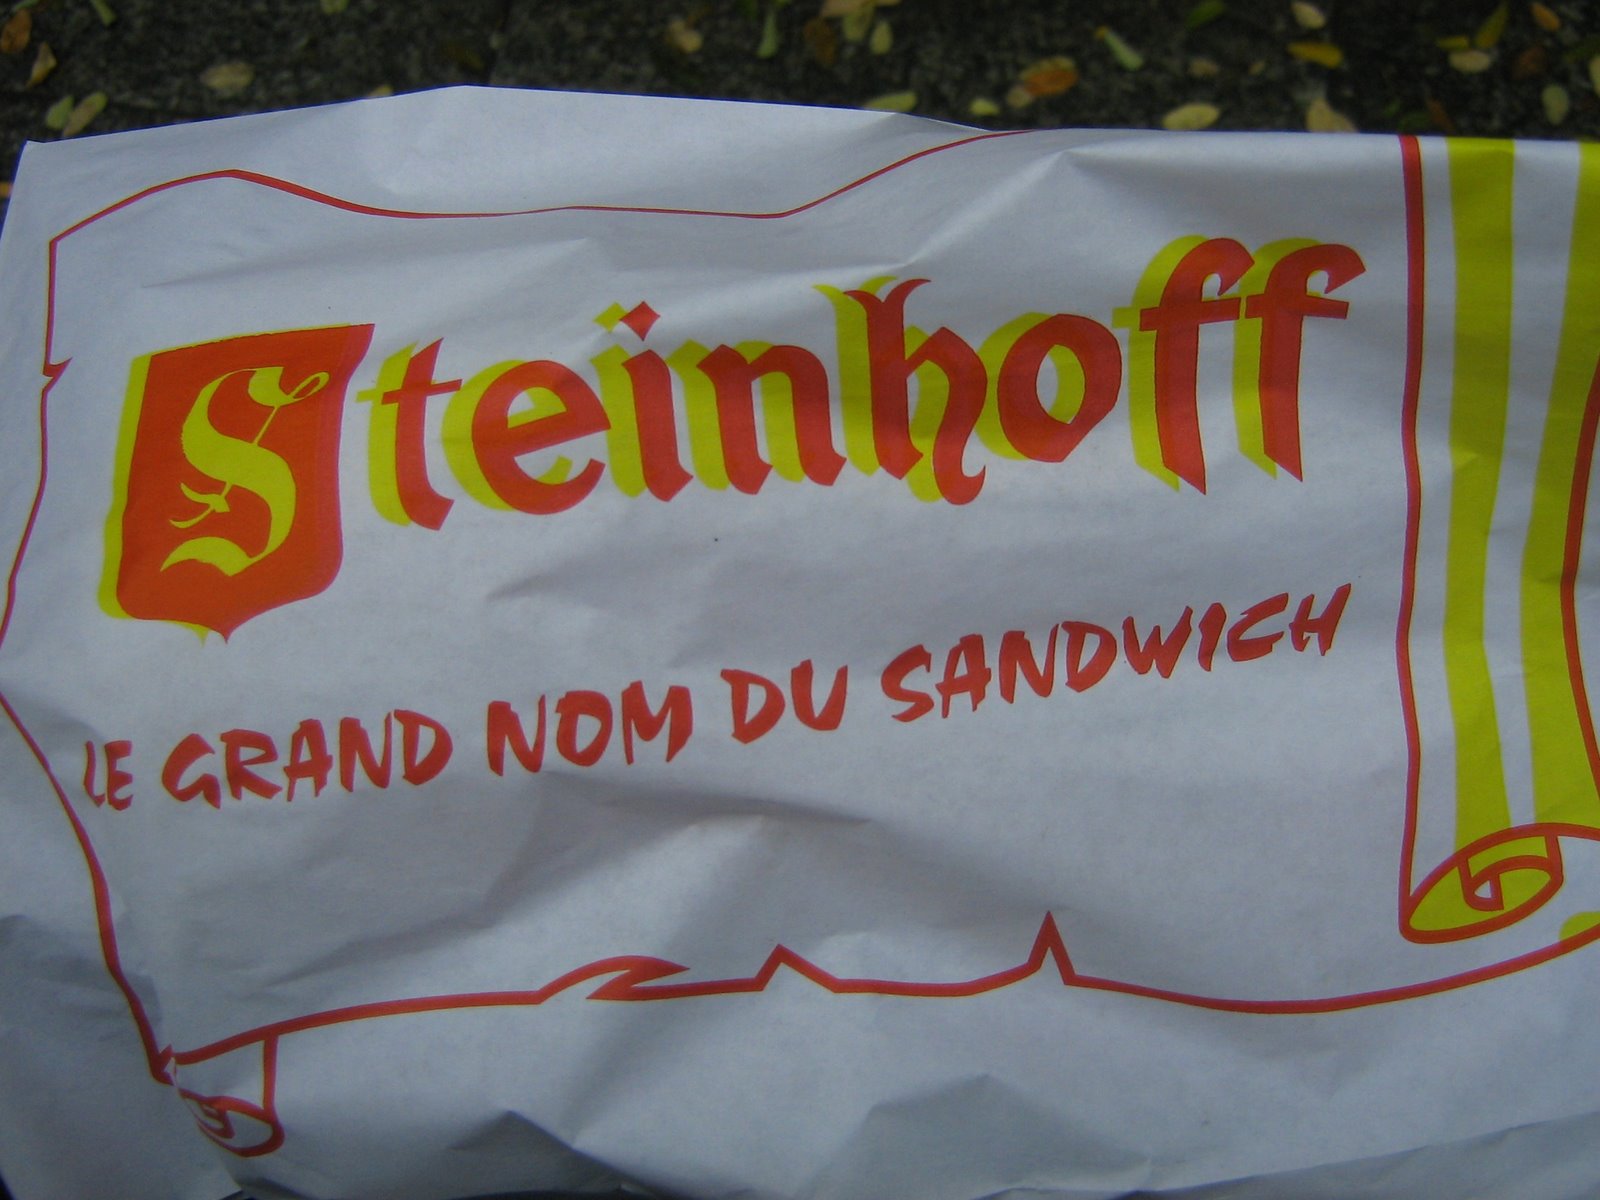 Steinhoff
LE GRAND NOM DU SANDWICH